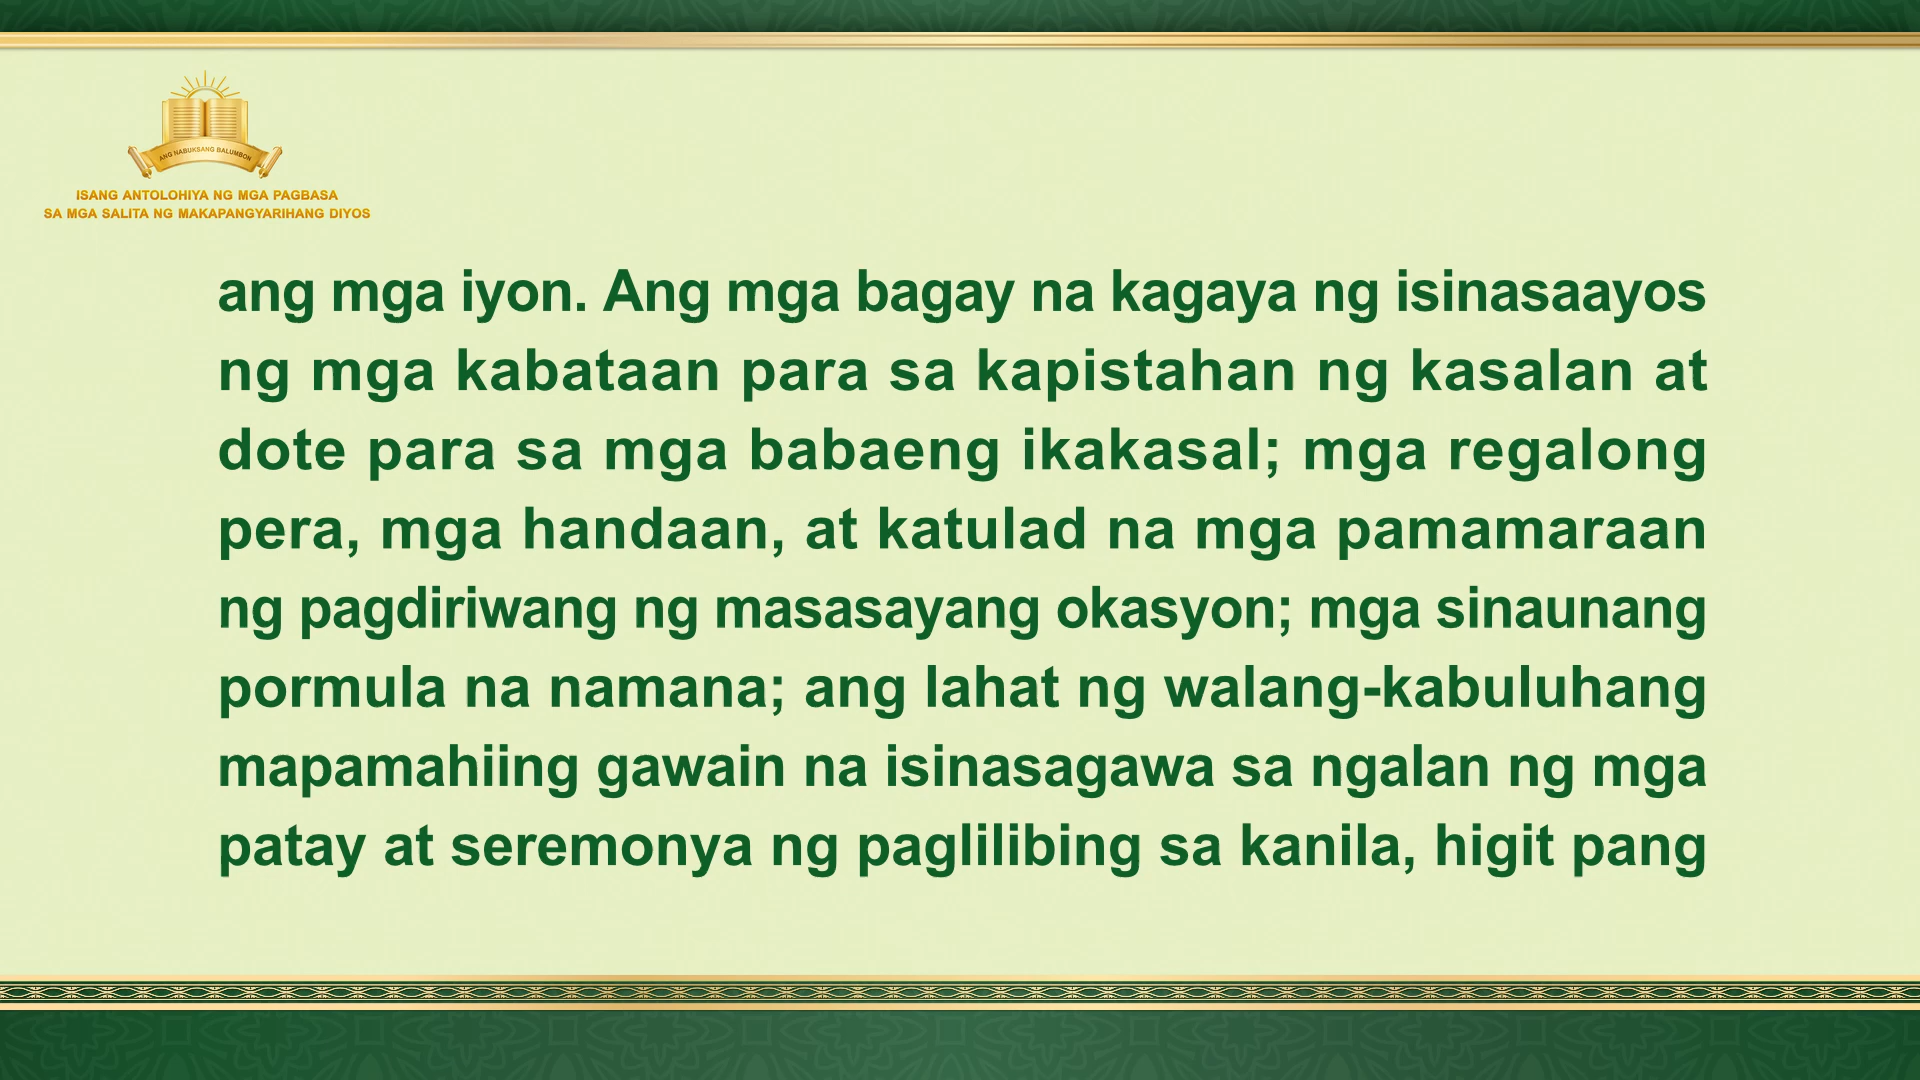 ANG NABUKSANG BALUMBON
ISANG ANTOLOHIYA NG MGA PAGBASA
SA MGA SALITA NG MAKAPANGYARIHANG DIYOS
ang mga iyon. Ang mga bagay na kagaya ng isinasaayos
ng mga kabataan para sa kapistahan ng kasalan at
dote para sa mga babaeng ikakasal; mga regalong
pera, mga handaan, at katulad na mga pamamaraan
ng pagdiriwang ng masasayang okasyon; mga sinaunang
pormula na namana; ang lahat ng walang-kabuluhang
mapamahiing gawain na isinasagawa sa ngalan ng mga
patay at seremonya ng paglilibing sa kanila, higit pang